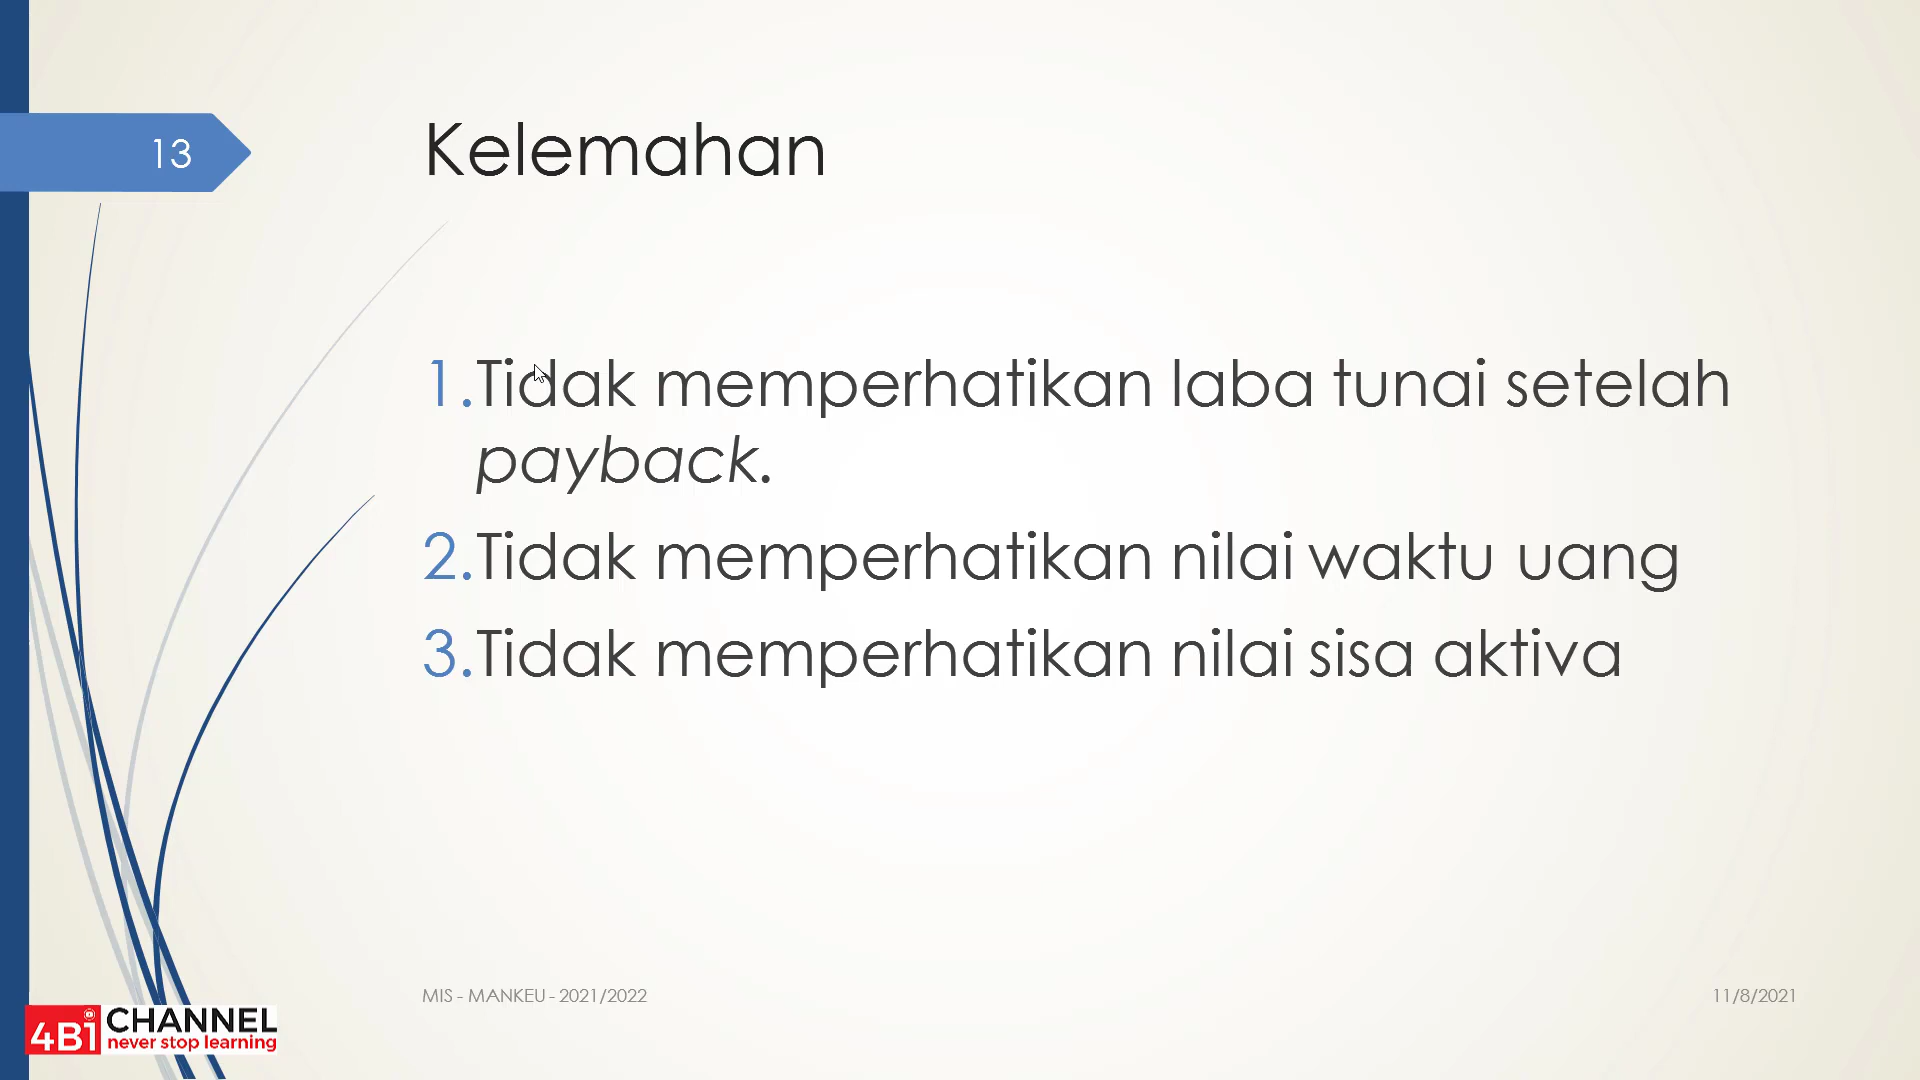 13
Kelemahan
1.Tidak memperhatikan laba tunai setelah
payback.
2.Tidak memperhatikan nilai waktu uang
3.Tidak memperhatikan nilai sisa aktiva
MIS - MANKEU - 2021/2022
11/8/2021
4Bi CHANNEL
never stop learning